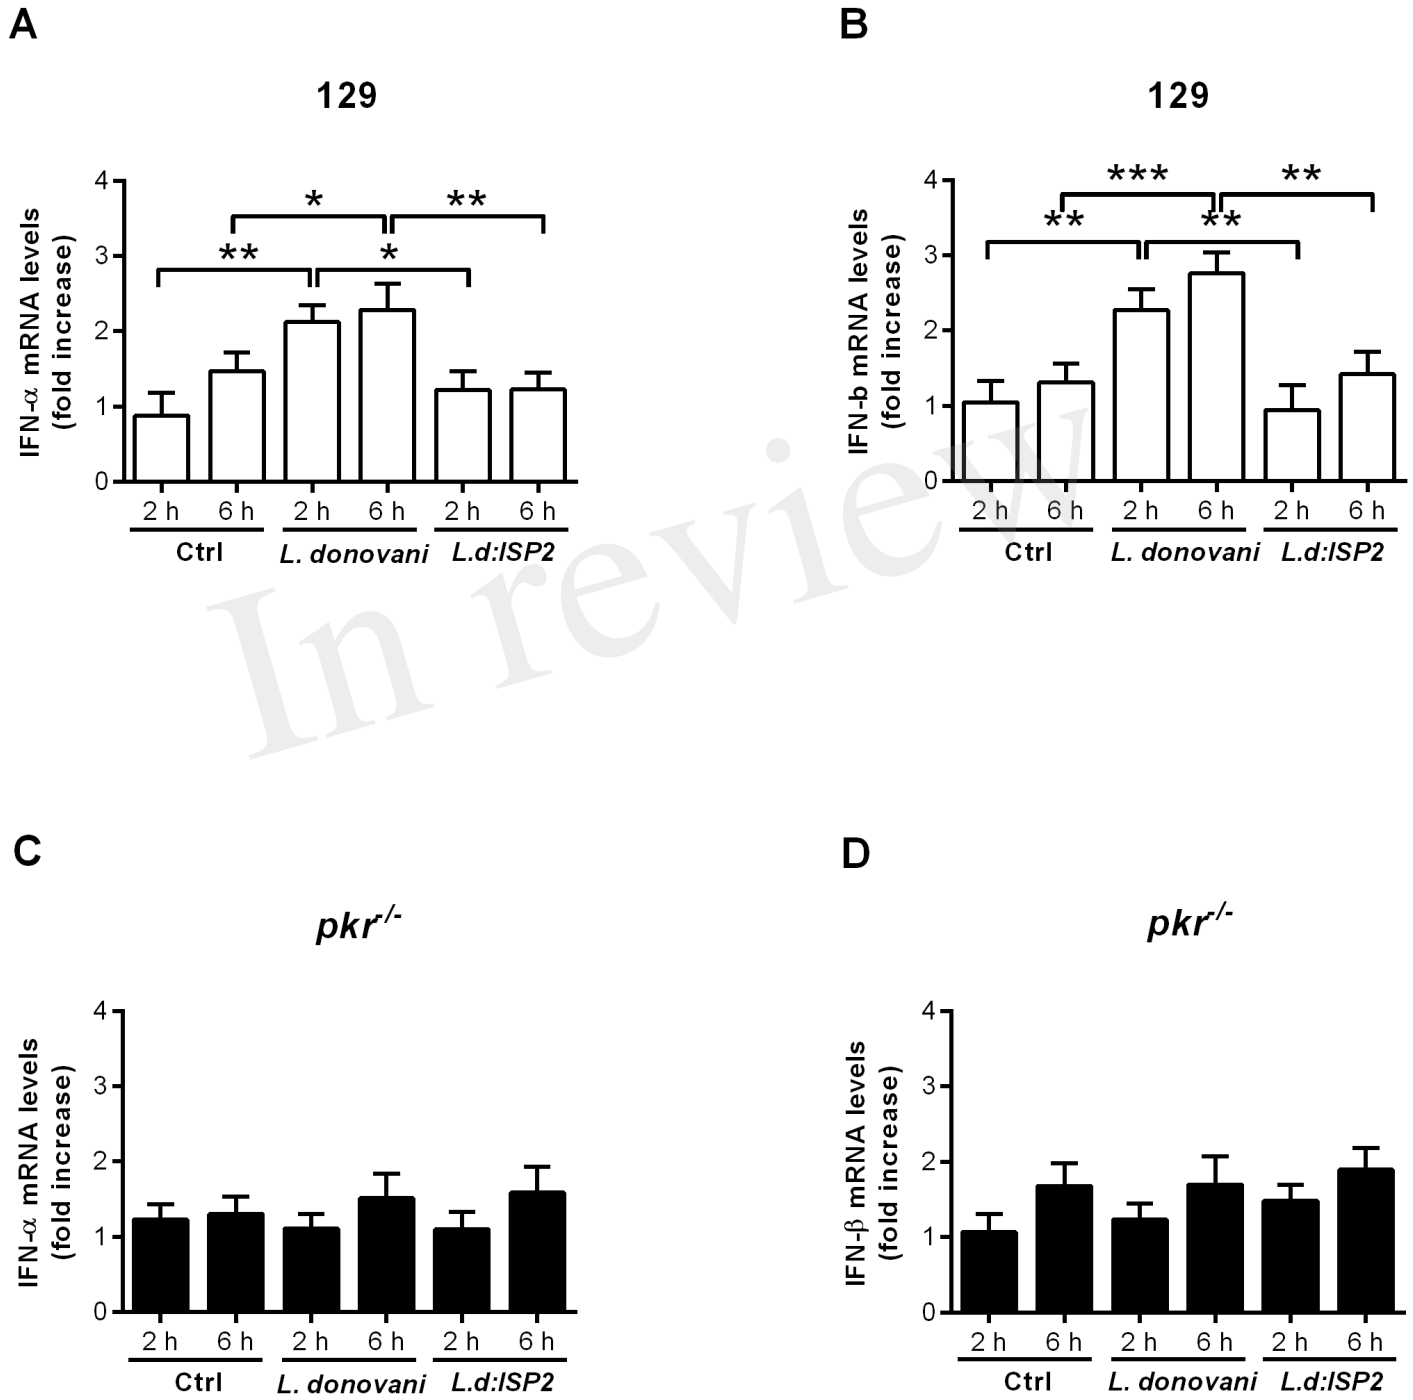 A
129
IFN-α mRNA levels
(fold increase)
4
3
2
1
0
*
**
**
*
2 h
6 h
2 h
6 h
2 h
6 h
Ctrl
L. donovani
L.d:ISP2
B
129
IFN-b mRNA levels
(fold increase)
4
3
2
1
0
***
**
**
**
2 h
6 h
2 h
6 h
2 h
6 h
Ctrl
L. donovani
L.d:ISP2
In review
C
pkr-/-
IFN-α mRNA levels
(fold increase)
4
3
2
1
0
2 h
6 h
2 h
6 h
2 h
6 h
Ctrl
L. donovani
L.d:ISP2
D
pkr-/-
IFN-β mRNA levels
(fold increase)
4
3
2
1
0
2 h
6 h
2 h
6 h
2 h
6 h
Ctrl
L. donovani
L.d:ISP2